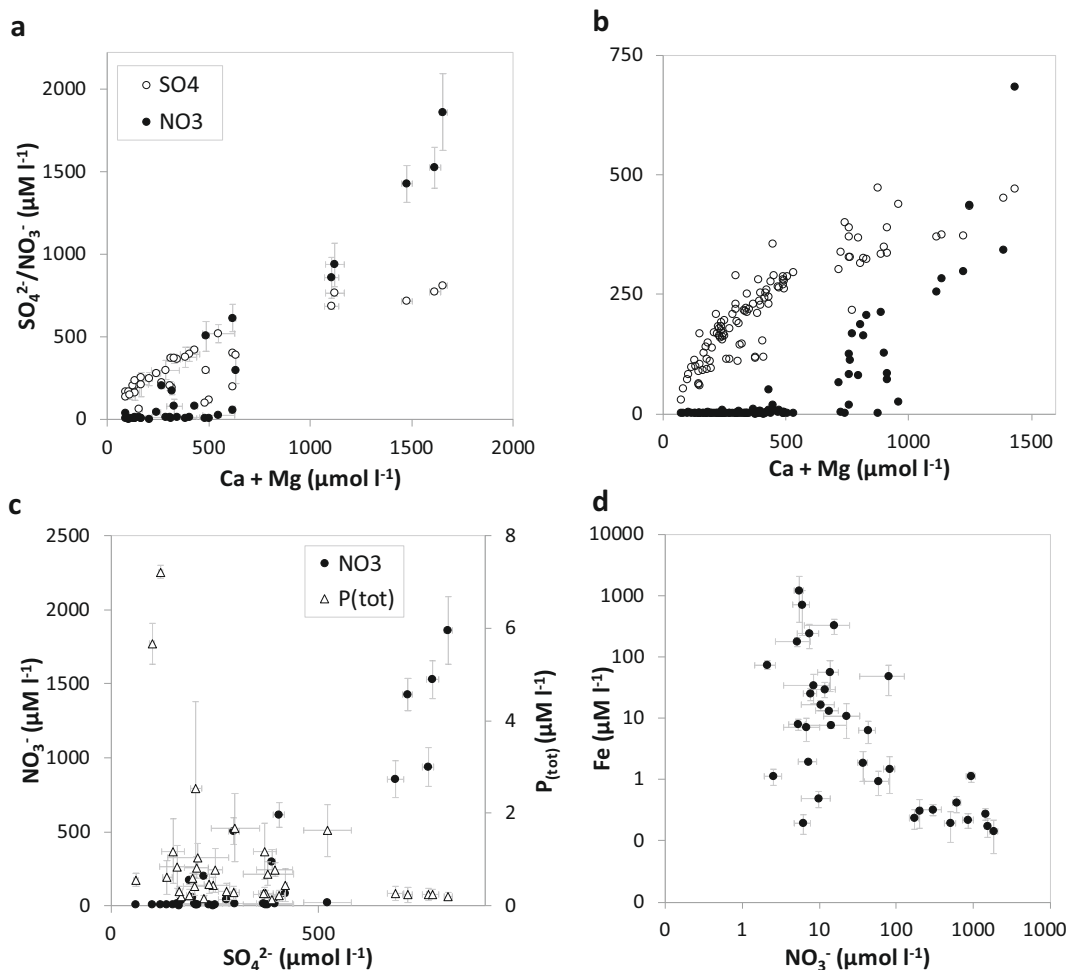 a
SO₄²⁻/NO₃⁻ (µM l⁻¹)
2000
1500
1000
500
0
SO4
NO3
0 500 1000 1500 2000
Ca + Mg (µmol l⁻¹)
b
750
500
250
0
0 500 1000 1500
Ca + Mg (µmol l⁻¹)
c
NO₃⁻ (µM l⁻¹)
2500
2000
1500
1000
500
0
NO3
P(tot)
8
6
4
2
0
P₍ₜₒₜ₎ (µM l⁻¹)
0 500
SO₄²⁻ (µmol l⁻¹)
d
Fe (µM l⁻¹)
10000
1000
100
10
1
0
0
0 1 10 100 1000 1000
NO₃⁻ (µmol l⁻¹)